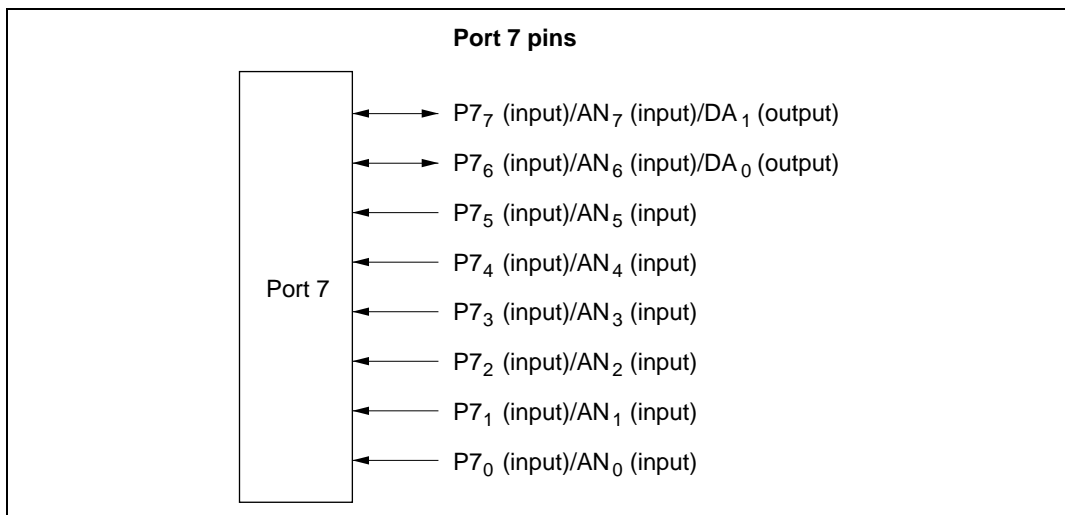 Port 7 pins
P7₇ (input)/AN₇ (input)/DA₁ (output)
P7₆ (input)/AN₆ (input)/DA₀ (output)
P7₅ (input)/AN₅ (input)
P7₄ (input)/AN₄ (input)
Port 7
P7₃ (input)/AN₃ (input)
P7₂ (input)/AN₂ (input)
P7₁ (input)/AN₁ (input)
P7₀ (input)/AN₀ (input)